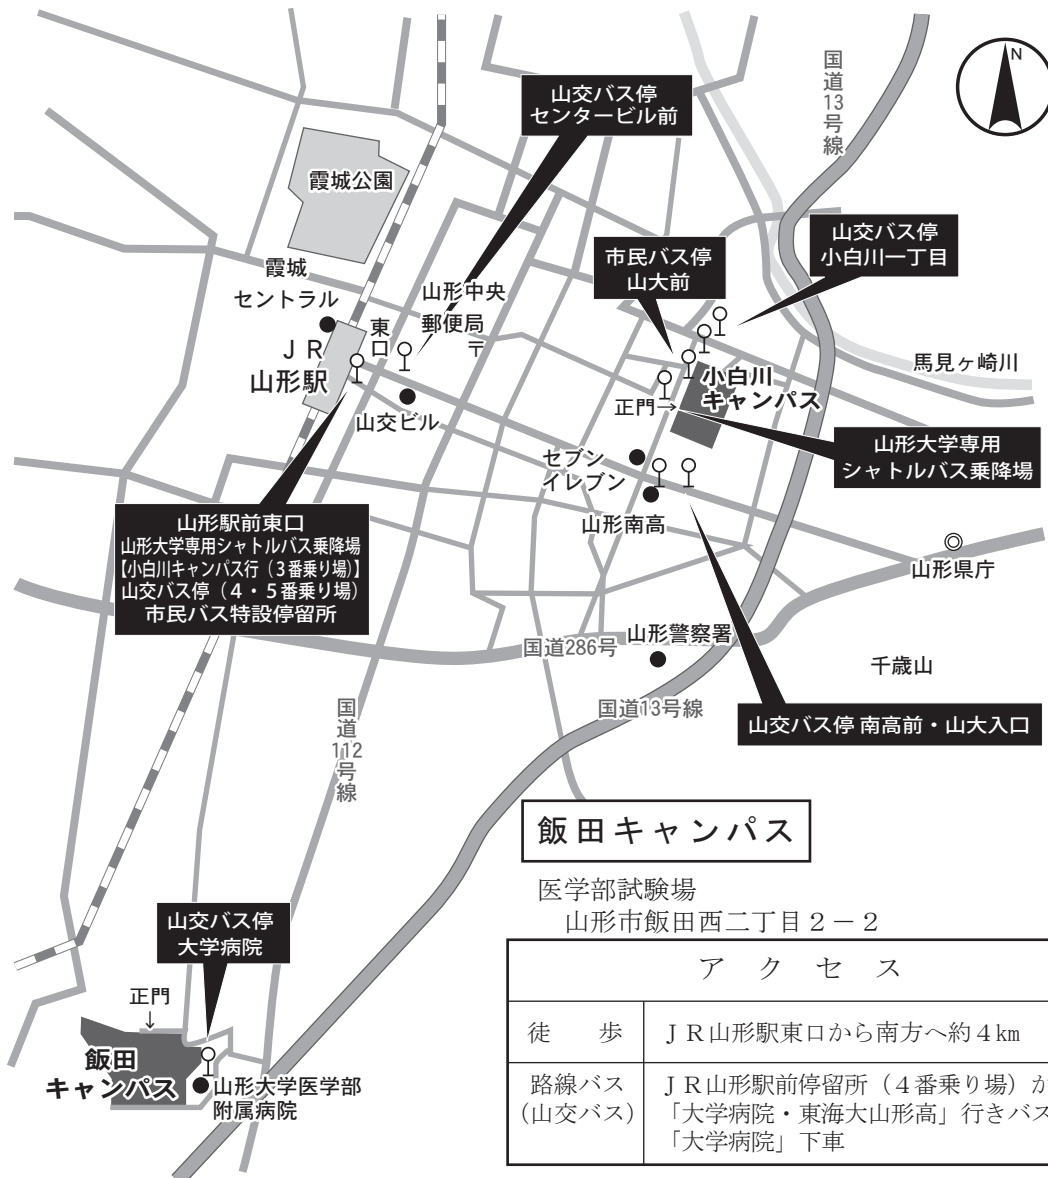 N
国道13号線
山交バス停
センタービル前
霞城公園
山交バス停
小白川一丁目
市民バス停
山大前
霞城
セントラル
山形中央
郵便局
〒
東口
ＪＲ
山形駅
馬見ヶ崎川
小白川
キャンパス
正門→
山交ビル
山形大学専用
シャトルバス乗降場
セブン
イレブン
山形南高
山形駅前東口
山形大学専用シャトルバス乗降場
【小白川キャンパス行（３番乗り場）】
山交バス停（４・５番乗り場）
市民バス特設停留所
◎
山形県庁
国道286号
山形警察署
千歳山
国道13号線
山交バス停 南高前・山大入口
国道112号線
飯田キャンパス
医学部試験場
山形市飯田西二丁目２－２
アクセス
徒歩
ＪＲ山形駅東口から南方へ約４km
路線バス
（山交バス）
ＪＲ山形駅前停留所（４番乗り場）か
「大学病院・東海大山形高」行きバス
「大学病院」下車
山交バス停
大学病院
正門
↓
飯田
キャンパス
山形大学医学部
附属病院